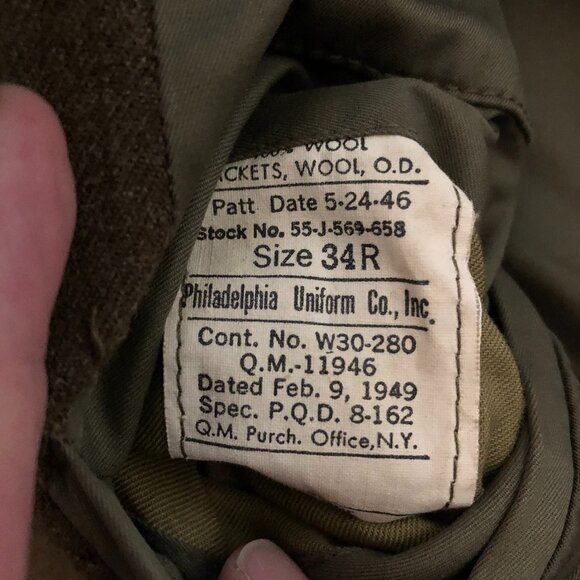 100% WOOL
JACKETS, WOOL, O.D.
Patt Date 5-24-46
Stock No. 55-J-569-658
Size 34R
Philadelphia Uniform Co., Inc.
Cont. No. W30-280
Q.M.-11946
Dated Feb. 9, 1949
Spec. P.Q.D. 8-162
Q.M. Purch. Office, N.Y.